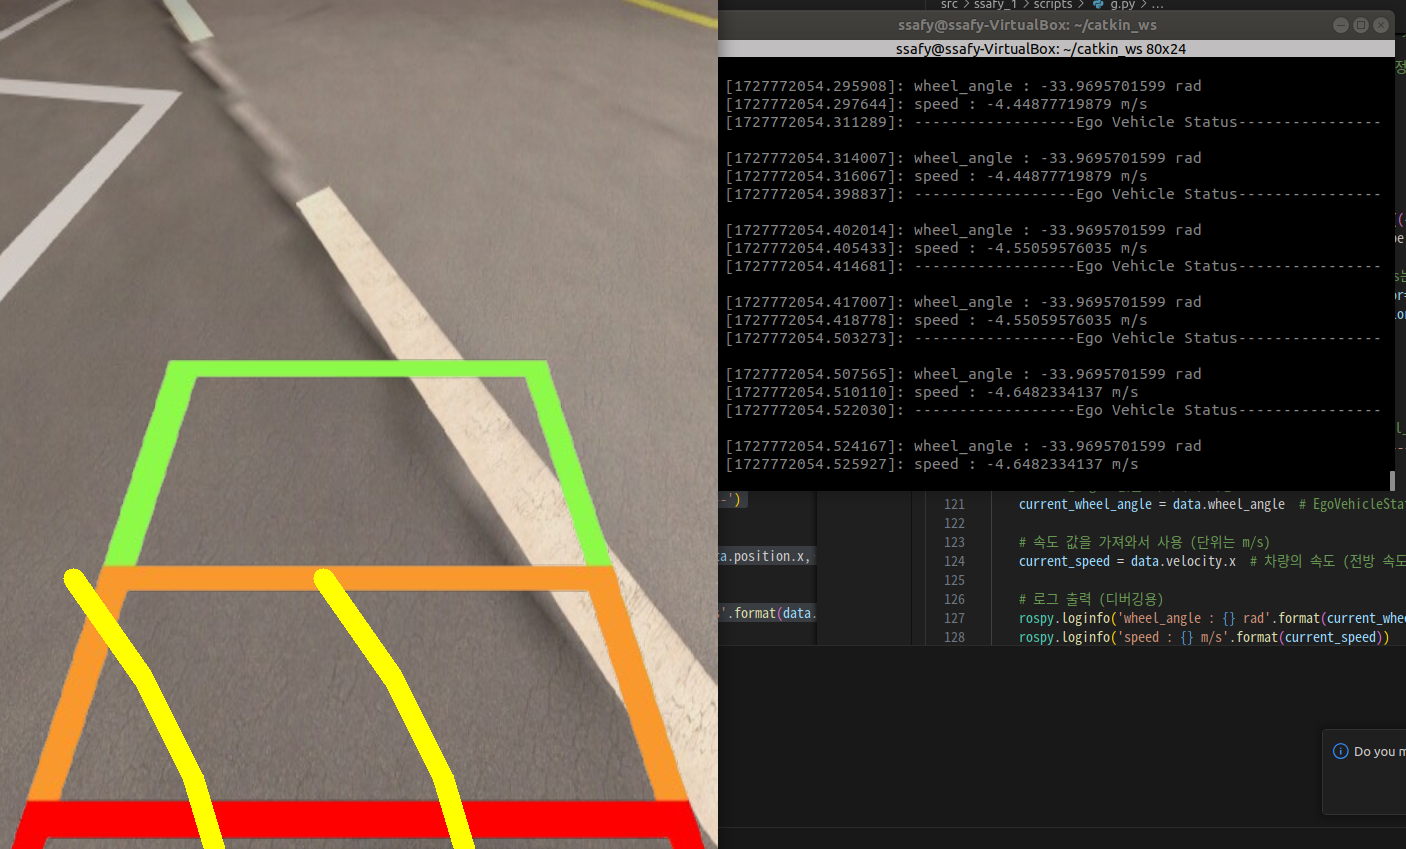 src > ssafy_1 > scripts > g.py > ...
ssafy@ssafy-VirtualBox: ~/catkin_ws
ssafy@ssafy-VirtualBox: ~/catkin_ws 80x24
[1727772054.295908]: wheel_angle : -33.9695701599 rad
[1727772054.297644]: speed : -4.44877719879 m/s
[1727772054.311289]: ------------------Ego Vehicle Status----------------
[1727772054.314007]: wheel_angle : -33.9695701599 rad
[1727772054.316067]: speed : -4.44877719879 m/s
[1727772054.398837]: ------------------Ego Vehicle Status----------------
[1727772054.402014]: wheel_angle : -33.9695701599 rad
[1727772054.405433]: speed : -4.55059576035 m/s
[1727772054.414681]: ------------------Ego Vehicle Status----------------
[1727772054.417007]: wheel_angle : -33.9695701599 rad
[1727772054.418778]: speed : -4.55059576035 m/s
[1727772054.503273]: ------------------Ego Vehicle Status----------------
[1727772054.507565]: wheel_angle : -33.9695701599 rad
[1727772054.510110]: speed : -4.6482334137 m/s
[1727772054.522030]: ------------------Ego Vehicle Status----------------
[1727772054.524167]: wheel_angle : -33.9695701599 rad
[1727772054.525927]: speed : -4.6482334137 m/s
-')
a.position.x,
'.format(data.
121 current_wheel_angle = data.wheel_angle # EgoVehicleStat
122
123 # 속도 값을 가져와서 사용 (단위는 m/s)
124 current_speed = data.velocity.x # 차량의 속도 (전방 속도
125
126 # 로그 출력 (디버깅용)
127 rospy.loginfo('wheel_angle : {} rad'.format(current_whee
128 rospy.loginfo('speed : {} m/s'.format(current_speed))
Do you m